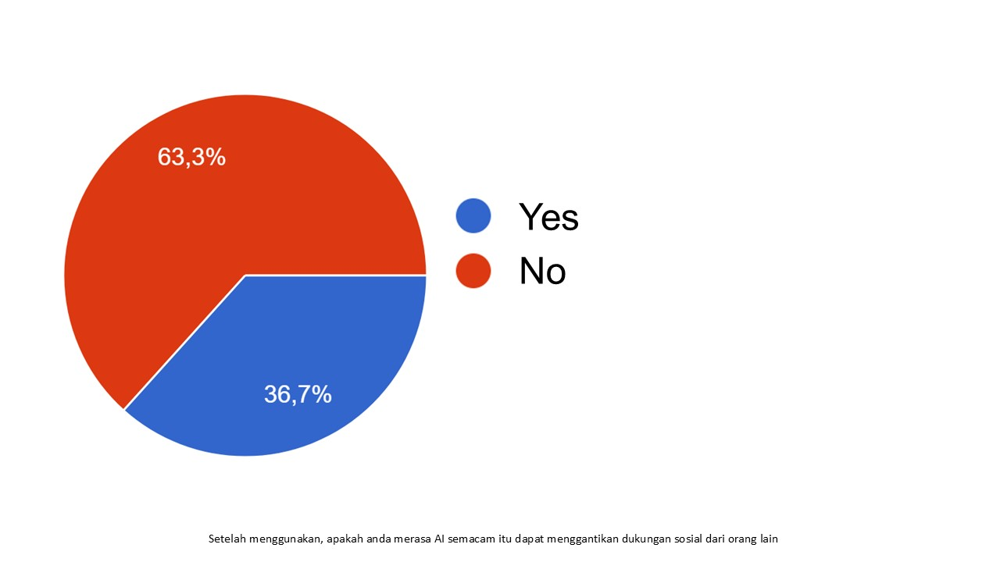 63,3%
Yes
No
36,7%
Setelah menggunakan, apakah anda merasa AI semacam itu dapat menggantikan dukungan sosial dari orang lain